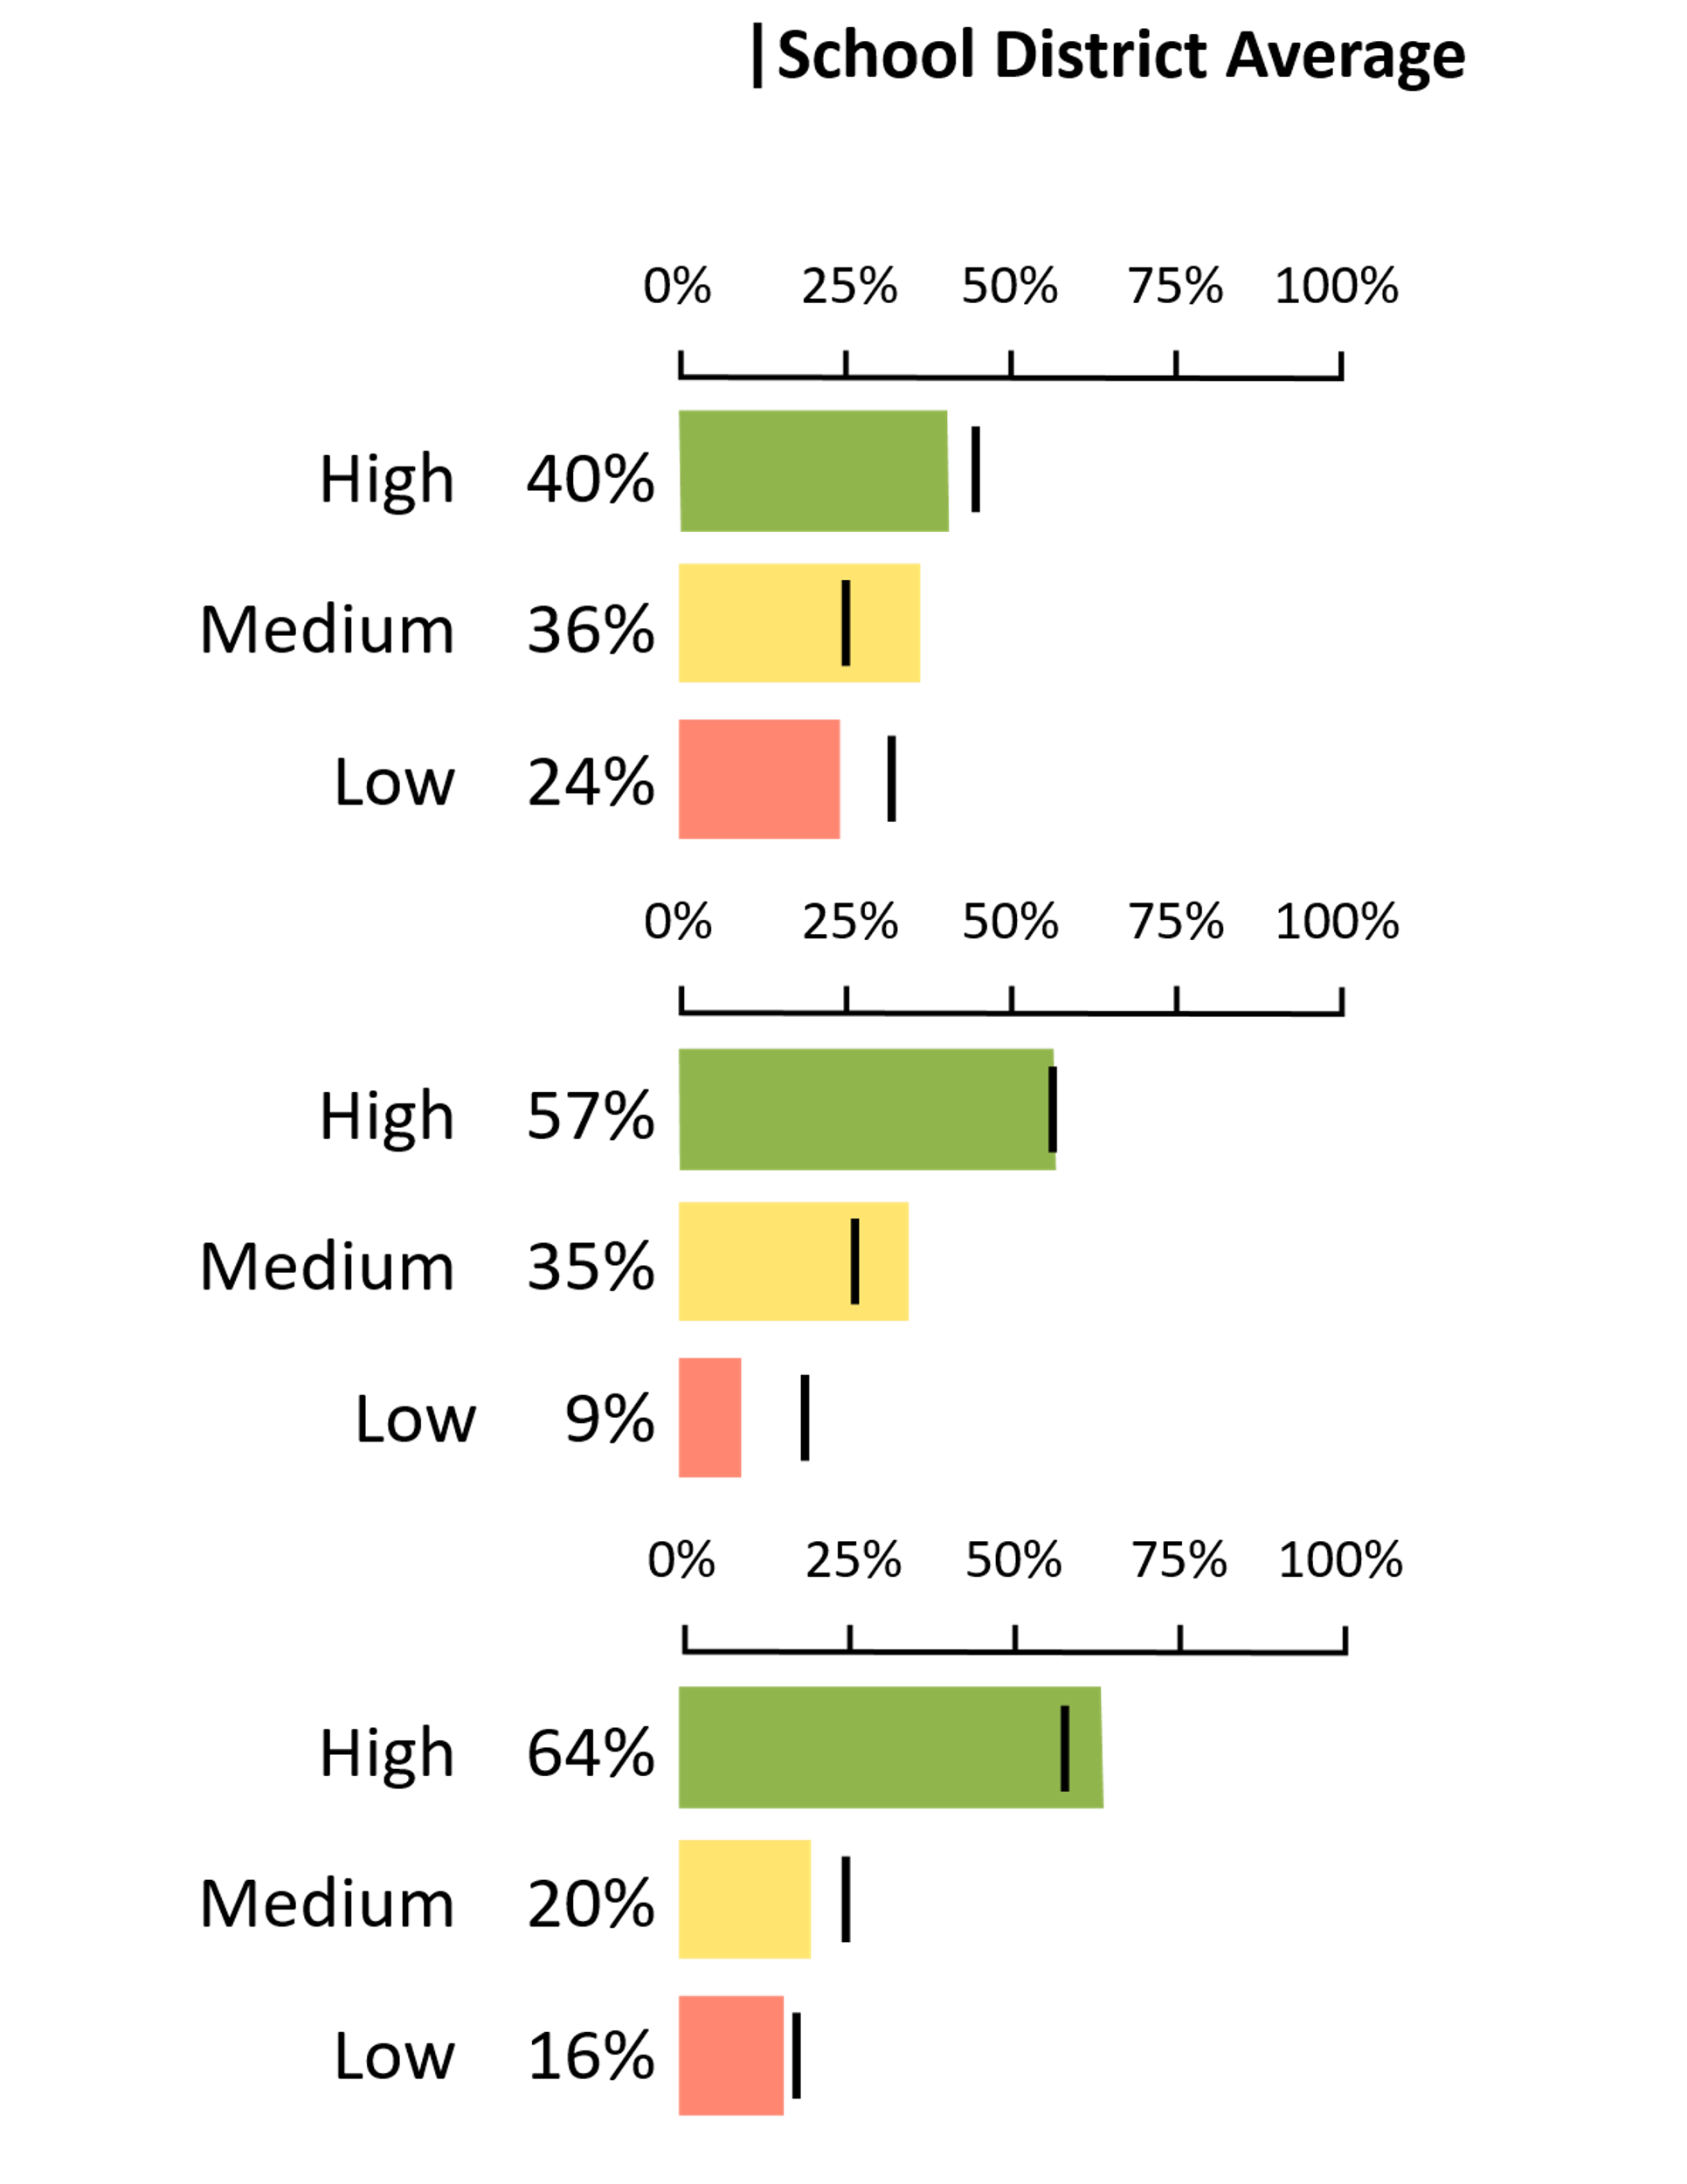 |School District Average
0% 25% 50% 75% 100%
High 40%
Medium 36%
Low 24%
0% 25% 50% 75% 100%
High 57%
Medium 35%
Low 9%
0% 25% 50% 75% 100%
High 64%
Medium 20%
Low 16%